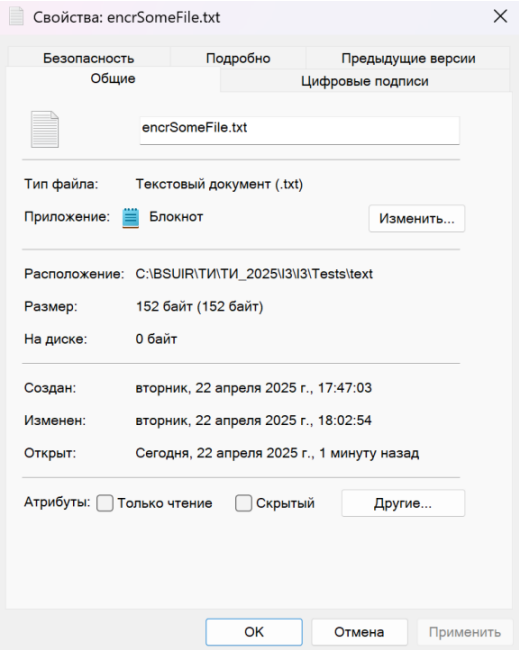 Свойства: encrSomeFile.txt
Безопасность Подробно Предыдущие версии
Общие Цифровые подписи
encrSomeFile.txt
Тип файла: Текстовый документ (.txt)
Приложение: Блокнот Изменить...
Расположение: C:\BSUIR\ТИ\ТИ_2025\l3\l3\Tests\text
Размер: 152 байт (152 байт)
На диске: 0 байт
Создан: вторник, 22 апреля 2025 г., 17:47:03
Изменен: вторник, 22 апреля 2025 г., 18:02:54
Открыт: Сегодня, 22 апреля 2025 г., 1 минуту назад
Атрибуты: Только чтение Скрытый Другие...
OK Отмена Применить